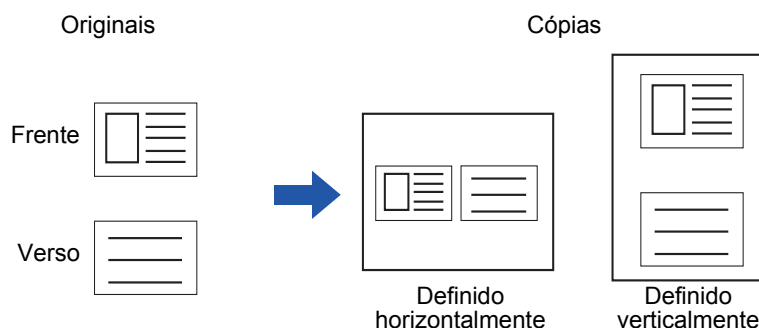 Originais
Cópias
Frente
Verso
Definido
horizontalmente
Definido
verticalmente